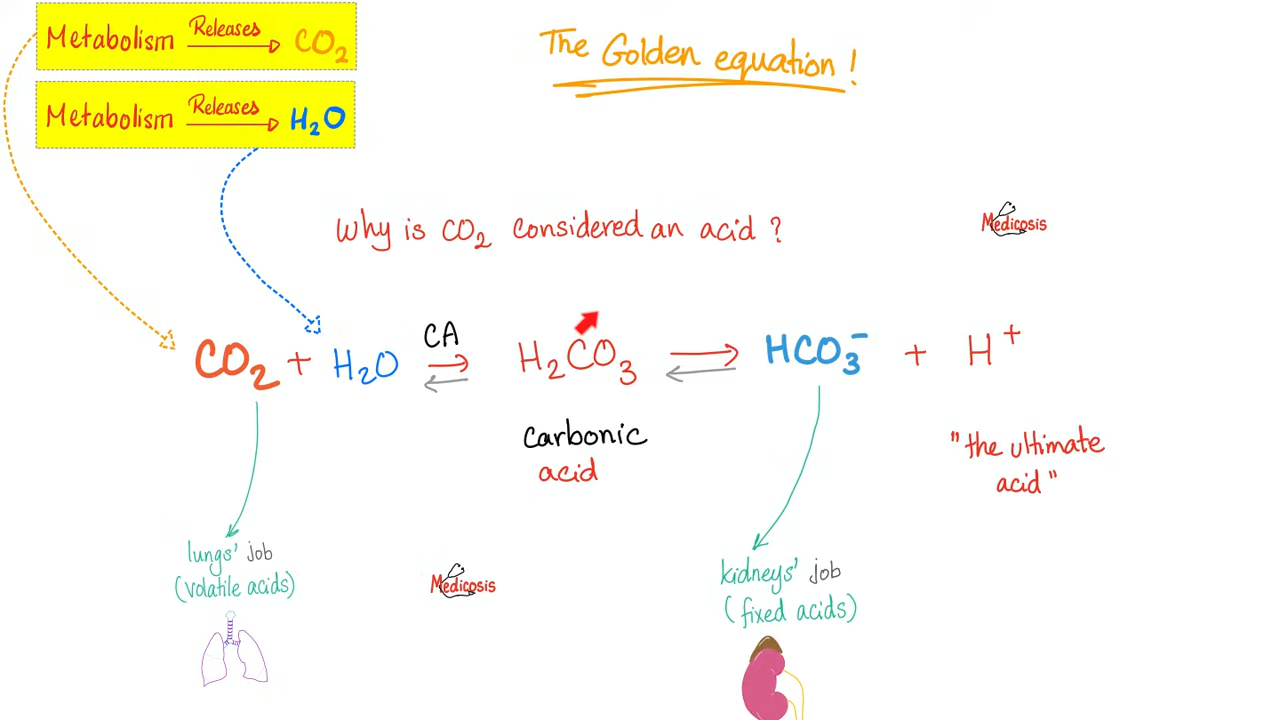 Metabolism Releases CO2
Metabolism Releases H2O
The Golden equation!
Why is CO2 considered an acid?
Medicosis
CA
CO2 + H2O ⇌ H2CO3 ⇌ HCO3⁻ + H⁺
carbonic
acid
"the ultimate
acid"
lungs' job
(volatile acids)
Medicosis
kidneys' job
(fixed acids)